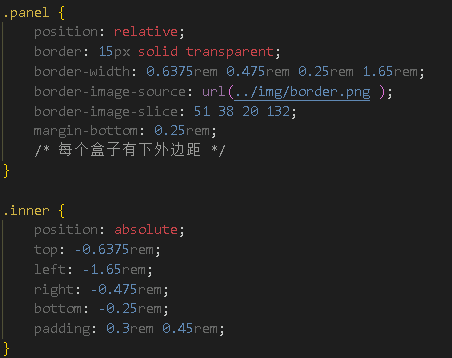 .panel {
    position: relative;
    border: 15px solid transparent;
    border-width: 0.6375rem 0.475rem 0.25rem 1.65rem;
    border-image-source: url(../img/border.png );
    border-image-slice: 51 38 20 132;
    margin-bottom: 0.25rem;
    /* 每个盒子有下外边距 */
}
.inner {
    position: absolute;
    top: -0.6375rem;
    left: -1.65rem;
    right: -0.475rem;
    bottom: -0.25rem;
    padding: 0.3rem 0.45rem;
}